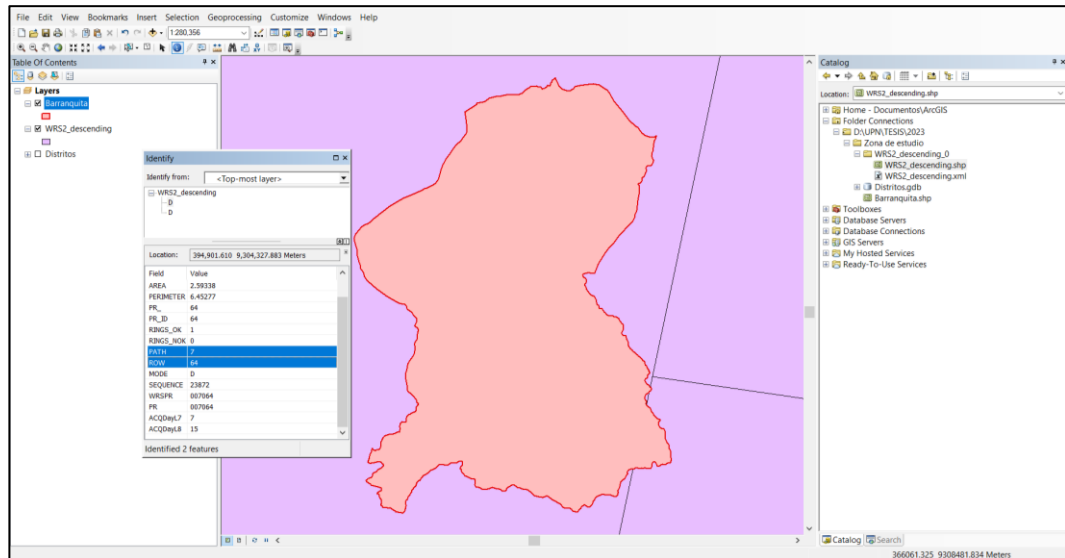 File Edit View Bookmarks Insert Selection Geoprocessing Customize Windows Help
1:280,356
Table Of Contents
Layers
Barranquita
WRS2_descending
Distritos
Identify
Identify from: <Top-most layer>
WRS2_descending
D
D
Location: 394,901.610 9,304,327.883 Meters
Field Value
AREA 2.59338
PERIMETER 6.45277
PR_ 64
PR_ID 64
RINGS_OK 1
RINGS_NOK 0
PATH 7
ROW 64
MODE D
SEQUENCE 23872
WRSPR 007064
PR 007064
ACQDayL7 7
ACQDayL8 15
Identified 2 features
Catalog
Location: WRS2_descending.shp
Home - Documentos\ArcGIS
Folder Connections
D:\UPN\TESIS\2023
Zona de estudio
WRS2_descending_0
WRS2_descending.shp
WRS2_descending.xml
Distritos.gdb
Barranquita.shp
Toolboxes
Database Servers
Database Connections
GIS Servers
My Hosted Services
Ready-To-Use Services
Catalog Search
366061.325 9308481.834 Meters